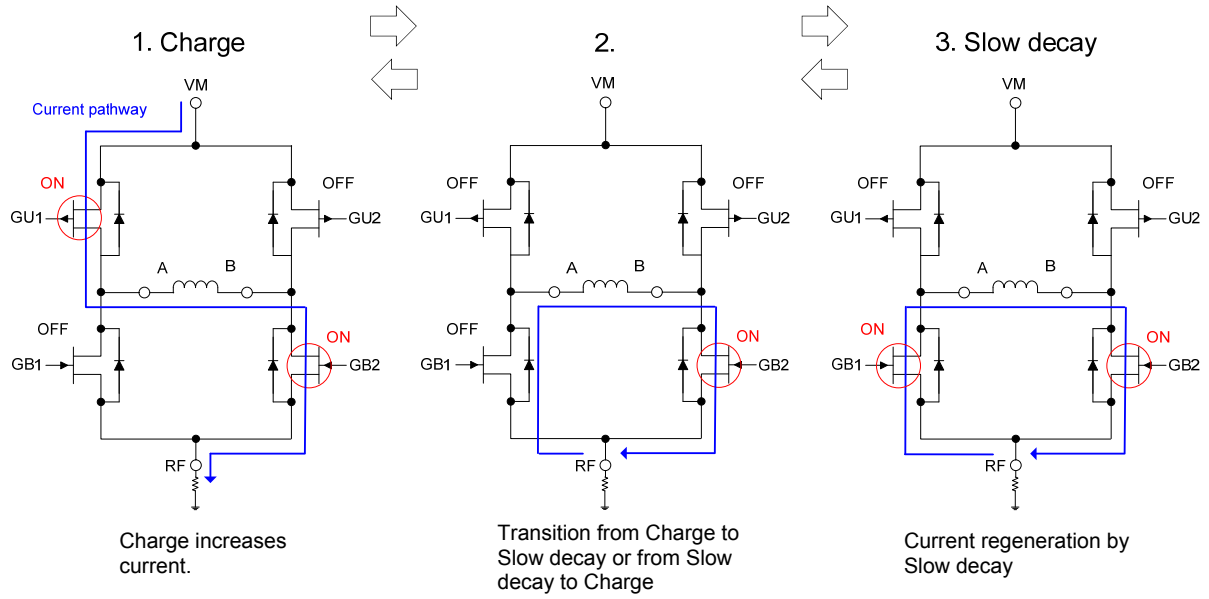 1. Charge
VM
Current pathway
ON
OFF
GU1
GU2
A
B
OFF
ON
GB1
GB2
RF
Charge increases
current.
2.
VM
OFF
OFF
GU1
GU2
A
B
OFF
ON
GB1
GB2
RF
Transition from Charge to
Slow decay or from Slow
decay to Charge
3. Slow decay
VM
OFF
OFF
GU1
GU2
A
B
ON
ON
GB1
GB2
RF
Current regeneration by
Slow decay